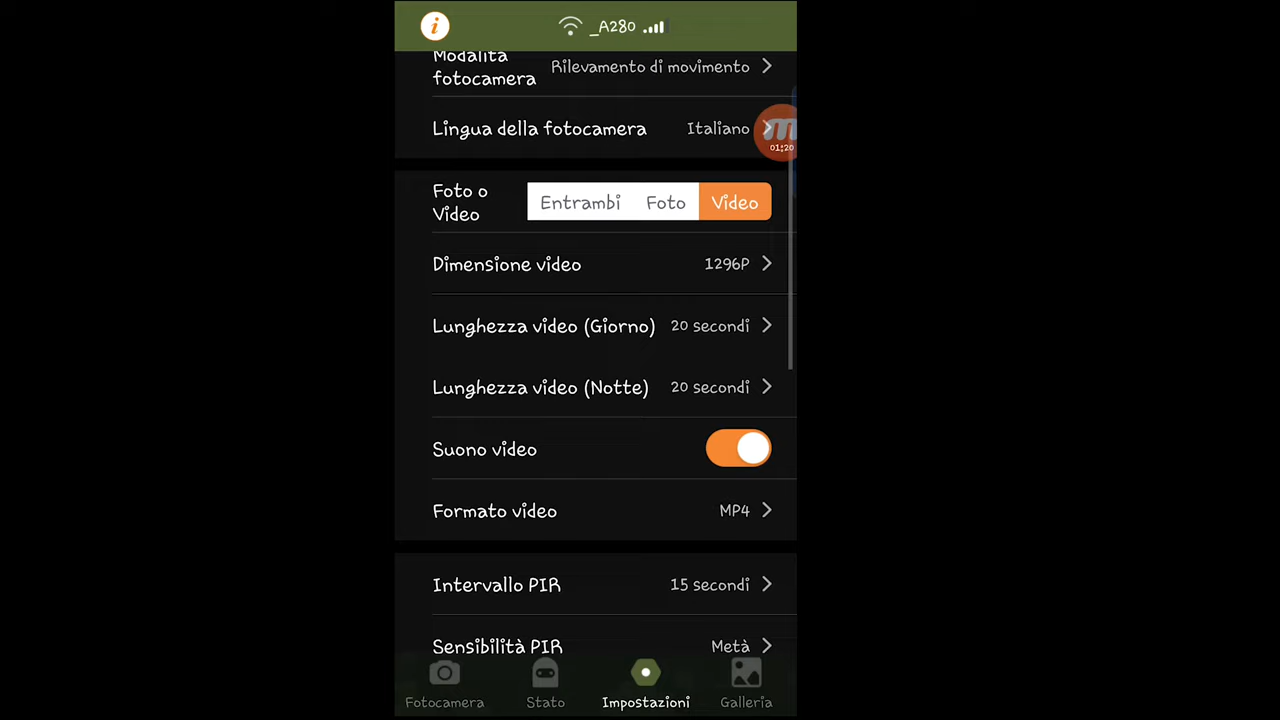 i
_A280
Modalità
fotocamera
Rilevamento di movimento
Lingua della fotocamera
Italiano
M
01:20
Foto o
Video
Entrambi
Foto
Video
Dimensione video
1296P
Lunghezza video (Giorno)
20 secondi
Lunghezza video (Notte)
20 secondi
Suono video
Formato video
MP4
Intervallo PIR
15 secondi
Sensibilità PIR
Metà
Fotocamera
Stato
Impostazioni
Galleria